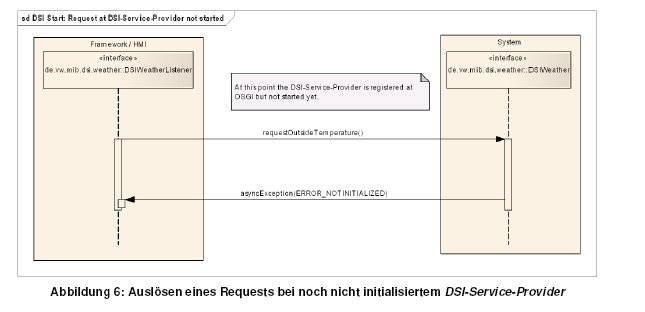 sd DSI Start: Request at DSI-Service-Provider not started
Framework / HMI
«interface»
de.vw.mib.dsi.weather::DSIWeatherListener
System
«interface»
de.vw.mib.dsi.weather::DSIWeather
At this point the DSI-Service-Provider is registered at
OSGI but not started yet.
requestOutsideTemperature()
asyncException(ERROR_NOTINITIALIZED)
Abbildung 6: Auslösen eines Requests bei noch nicht initialisiertem DSI-Service-Provider